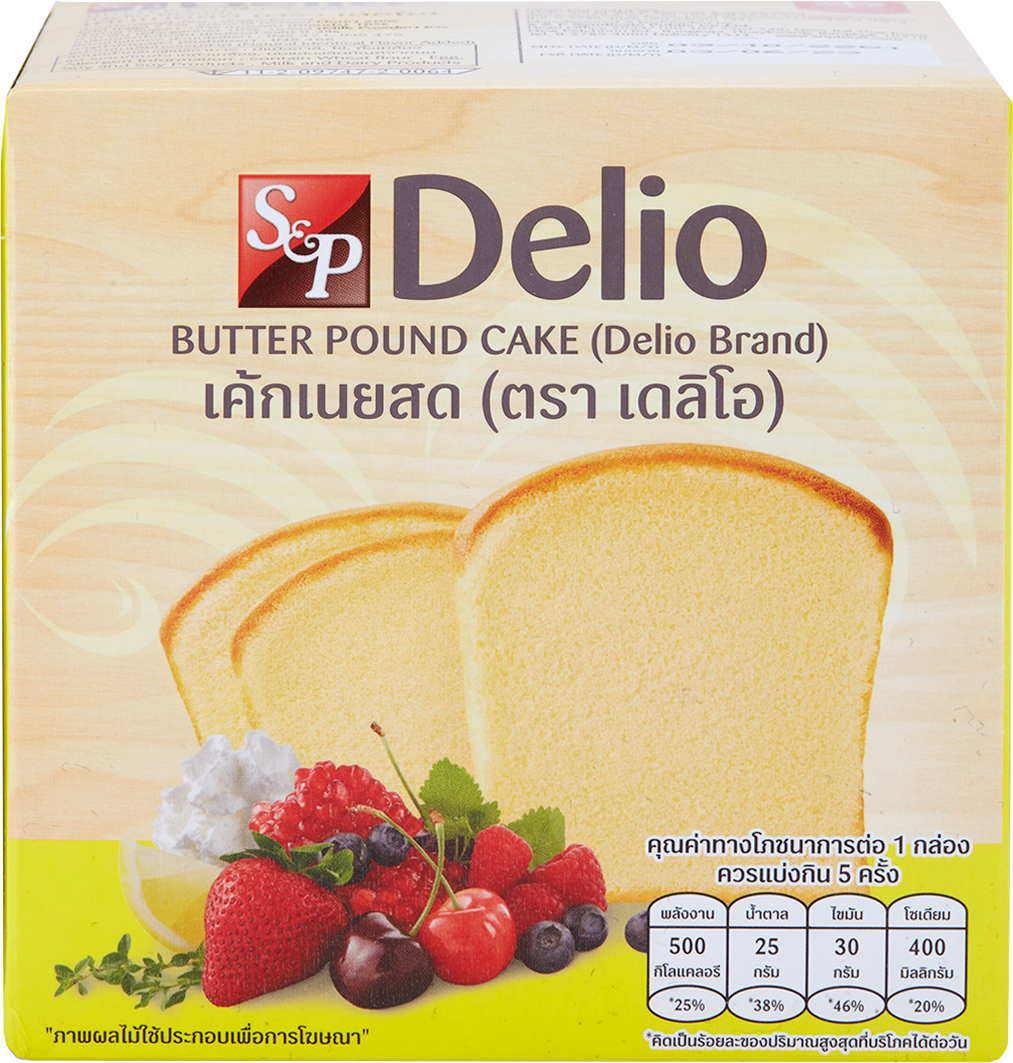 and Dairy Products
11-2-09747-2-0064
S&P Delio
BUTTER POUND CAKE (Delio Brand)
เค้กเนยสด (ตรา เดลิโอ)
คุณค่าทางโภชนาการต่อ 1 กล่อง
ควรแบ่งกิน 5 ครั้ง
พลังงาน น้ำตาล ไขมัน โซเดียม
500 25 30 400
กิโลแคลอรี กรัม กรัม มิลลิกรัม
*25% *38% *46% *20%
"ภาพผลไม้ใช้ประกอบเพื่อการโฆษณา"
*คิดเป็นร้อยละของปริมาณสูงสุดที่บริโภคได้ต่อวัน